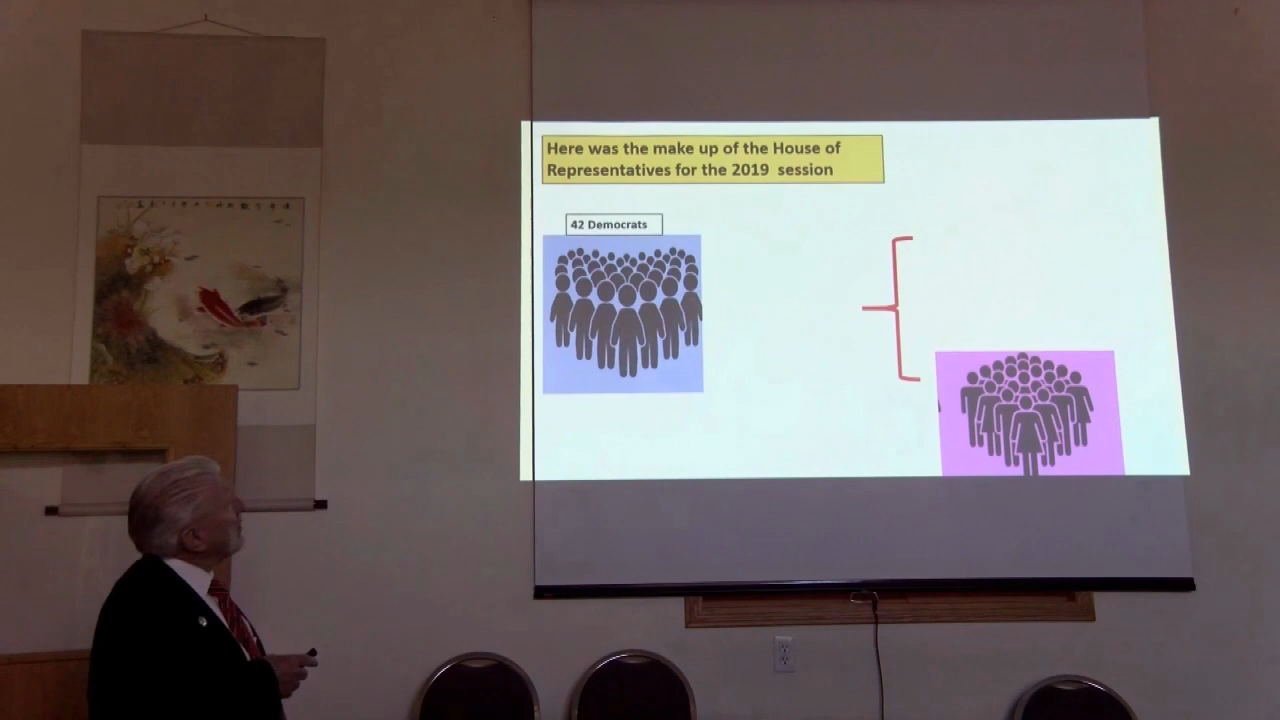 Here was the make up of the House of
Representatives for the 2019 session
42 Democrats